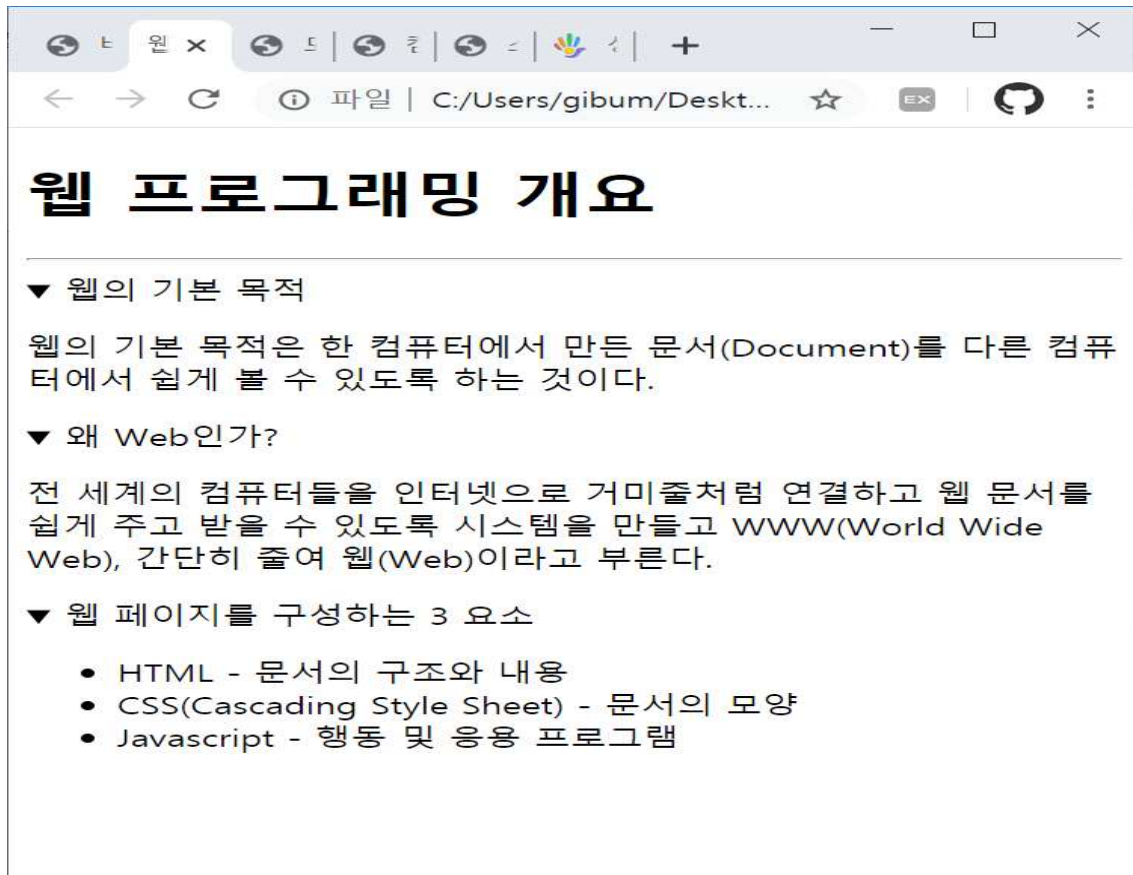 웹
파일 | C:/Users/gibum/Deskt...
EX
웹 프로그래밍 개요
▼ 웹의 기본 목적
웹의 기본 목적은 한 컴퓨터에서 만든 문서(Document)를 다른 컴퓨
터에서 쉽게 볼 수 있도록 하는 것이다.
▼ 왜 Web인가?
전 세계의 컴퓨터들을 인터넷으로 거미줄처럼 연결하고 웹 문서를
쉽게 주고 받을 수 있도록 시스템을 만들고 WWW(World Wide
Web), 간단히 줄여 웹(Web)이라고 부른다.
▼ 웹 페이지를 구성하는 3 요소
• HTML - 문서의 구조와 내용
• CSS(Cascading Style Sheet) - 문서의 모양
• Javascript - 행동 및 응용 프로그램